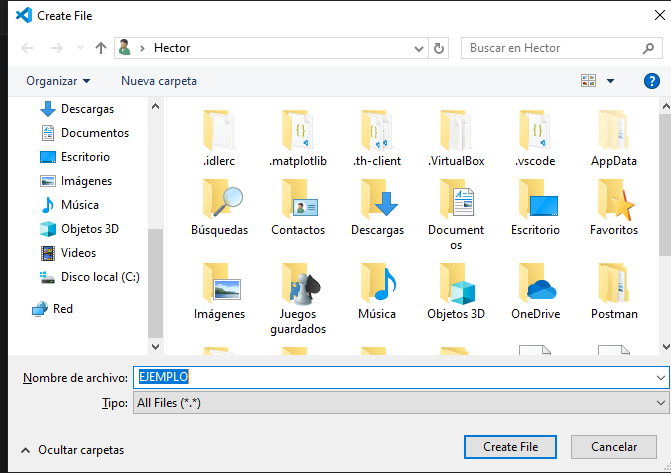 Create File
Hector
Buscar en Hector
Organizar
Nueva carpeta
?
Descargas
Documentos
Escritorio
Imágenes
Música
Objetos 3D
Videos
Disco local (C:)
Red
.idlerc
.matplotlib
.th-client
.VirtualBox
.vscode
AppData
Búsquedas
Contactos
Descargas
Document
os
Escritorio
Favoritos
Imágenes
Juegos
guardados
Música
Objetos 3D
OneDrive
Postman
Nombre de archivo: EJEMPLO
Tipo: All Files (*.*)
Ocultar carpetas
Create File
Cancelar